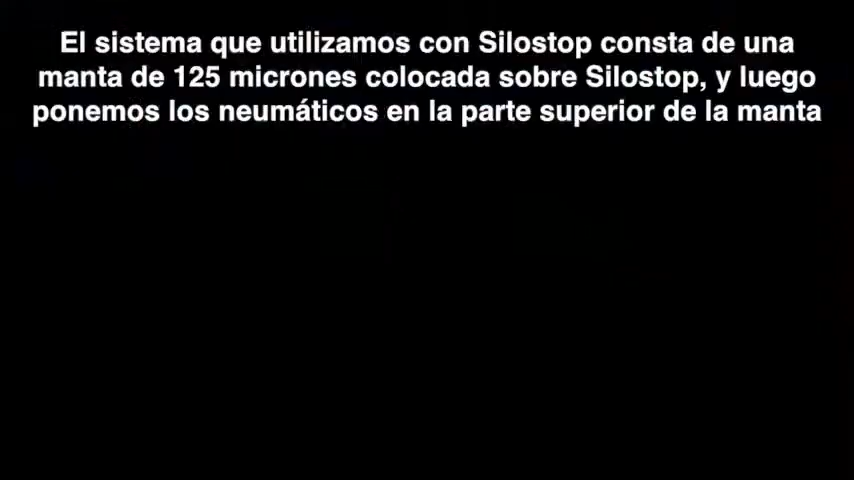 El sistema que utilizamos con Silostop consta de una
manta de 125 micrones colocada sobre Silostop, y luego
ponemos los neumáticos en la parte superior de la manta